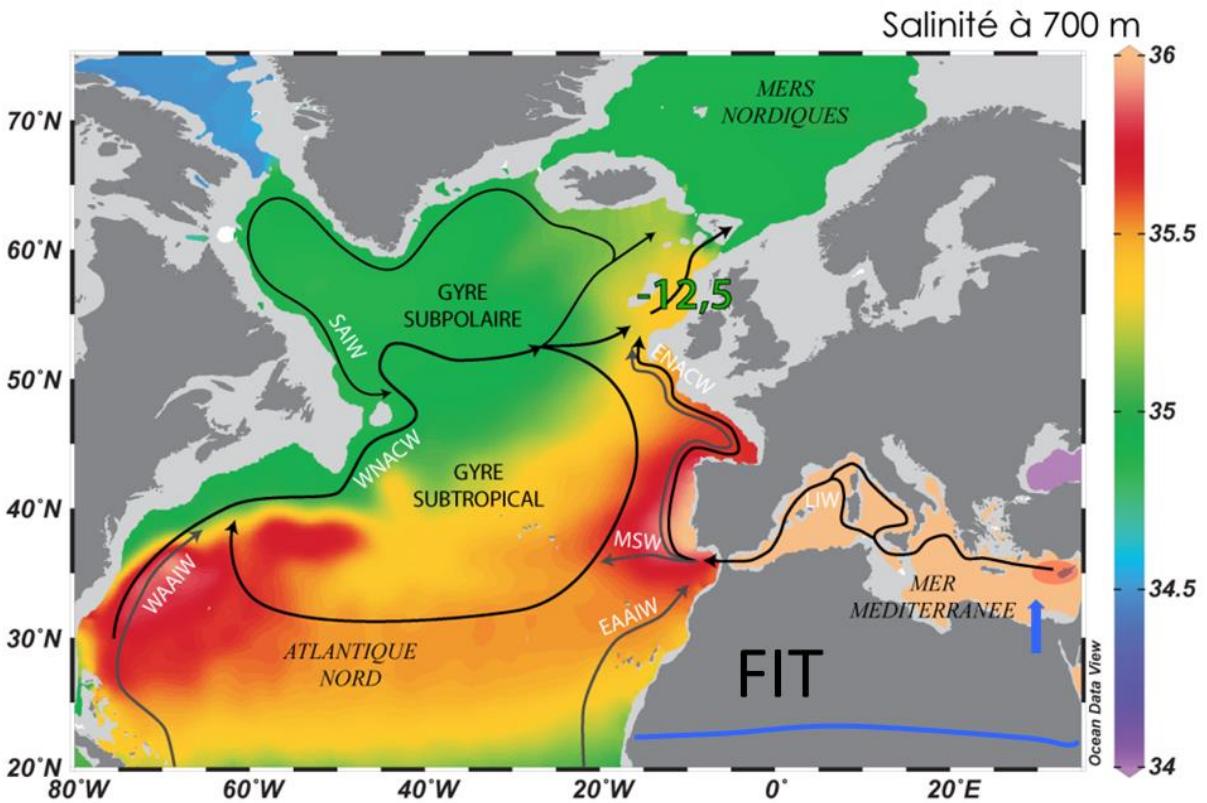 Salinité à 700 m
36
35.5
35
34.5
34
70°N
60°N
50°N
40°N
30°N
20°N
80°W
60°W
40°W
20°W
0°
20°E
MERS
NORDIQUES
GYRE
SUBPOLAIRE
-12,5
SAIW
ENACW
WNACW
GYRE
SUBTROPICAL
LIW
MSW
WAAIW
EAAIW
MER
MEDITERRANEE
ATLANTIQUE
NORD
FIT
Ocean Data View